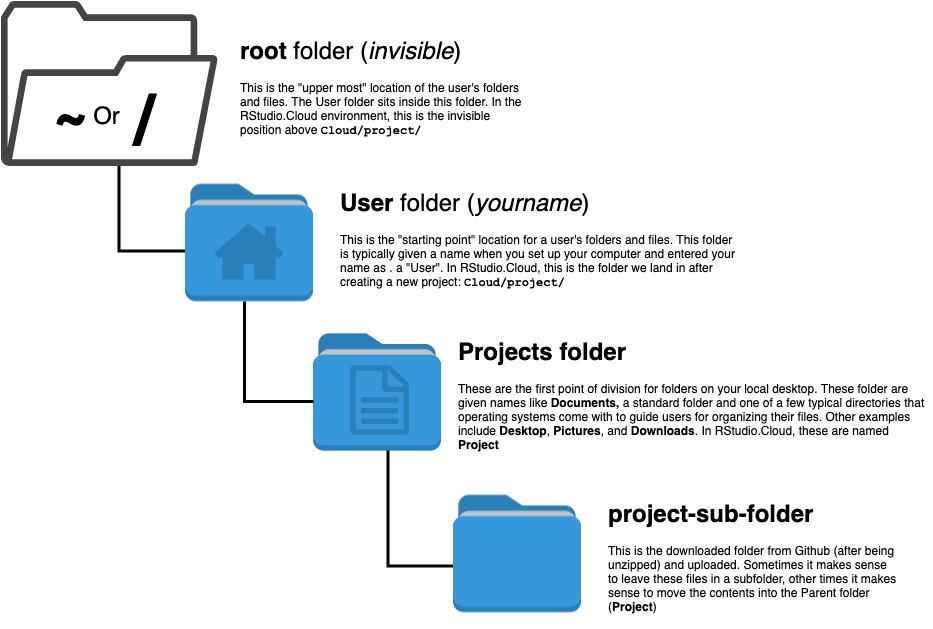 root folder (invisible)
This is the "upper most" location of the user's folders
and files. The User folder sits inside this folder. In the
RStudio.Cloud environment, this is the invisible
position above Cloud/project/
~ Or /
User folder (yourname)
This is the "starting point" location for a user's folders and files. This folder
is typically given a name when you set up your computer and entered your
name as . a "User". In RStudio.Cloud, this is the folder we land in after
creating a new project: Cloud/project/
Projects folder
These are the first point of division for folders on your local desktop. These folder are
given names like Documents, a standard folder and one of a few typical directories that
operating systems come with to guide users for organizing their files. Other examples
include Desktop, Pictures, and Downloads. In RStudio.Cloud, these are named
Project
project-sub-folder
This is the downloaded folder from Github (after being
unzipped) and uploaded. Sometimes it makes sense
to leave these files in a subfolder, other times it makes
sense to move the contents into the Parent folder
(Project)